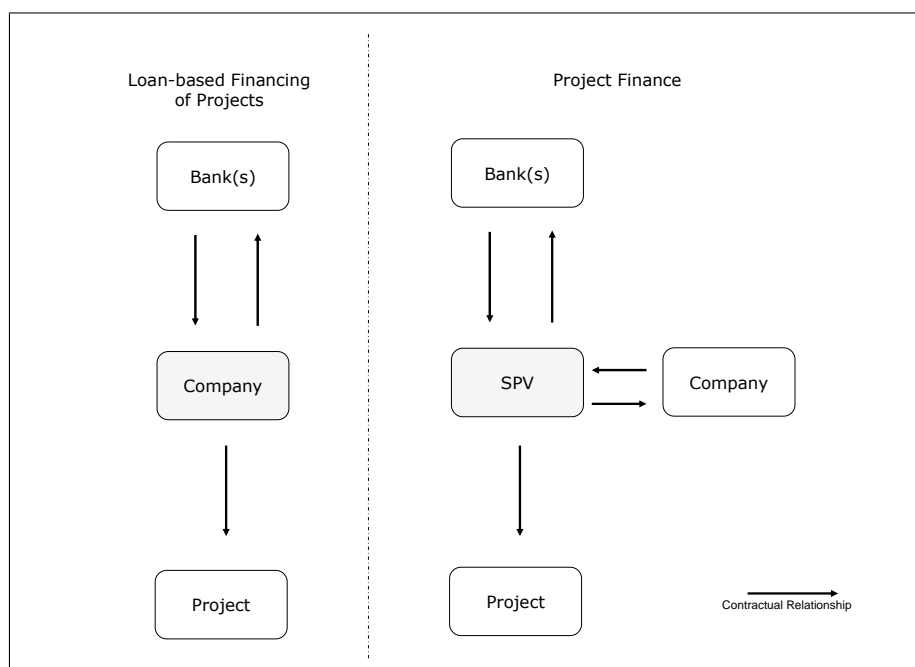 Loan-based Financing
of Projects
Bank(s)
Company
Project
Project Finance
Bank(s)
SPV
Company
Project
Contractual Relationship